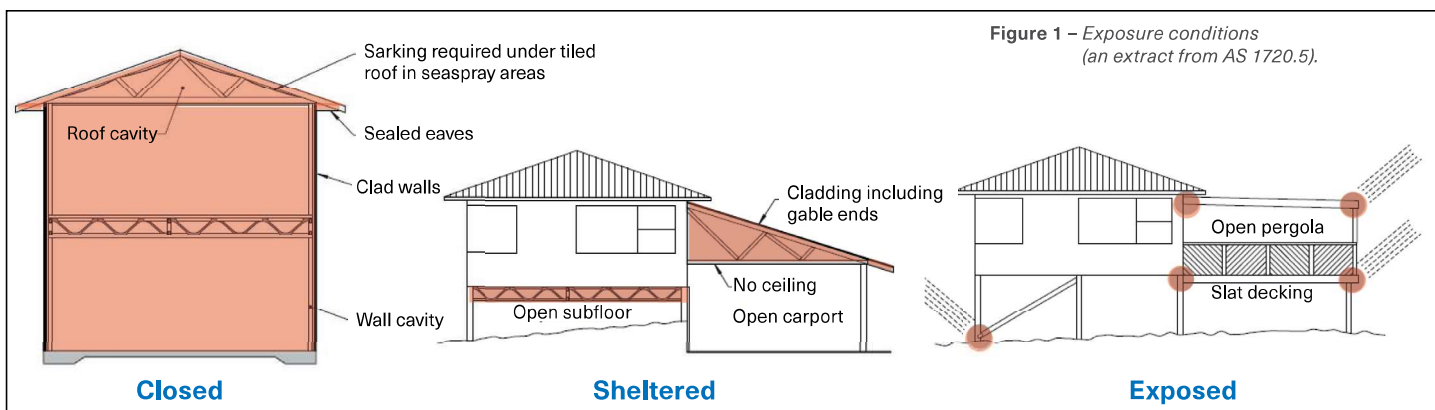 Figure 1 – Exposure conditions
(an extract from AS 1720.5).
Sarking required under tiled
roof in seaspray areas
Roof cavity
Sealed eaves
Clad walls
Wall cavity
Closed
Cladding including
gable ends
No ceiling
Open subfloor
Open carport
Sheltered
Open pergola
Slat decking
Exposed